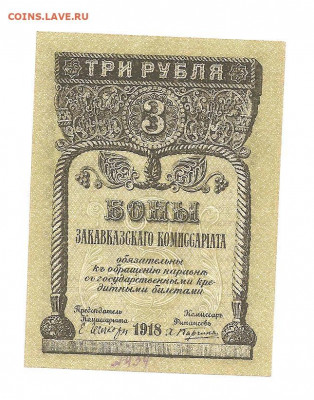 COINS.LAVE.RU
ТРИ РУБЛЯ
3
БОНЫ
ЗАКАВКАЗСКАГО КОМИССАРІАТА
обязательны
къ обращенію наравнѣ
съ государственными кре-
дитными билетами
Предсѣдатель Комиссаръ
Комиссаріата Финансовъ
1918